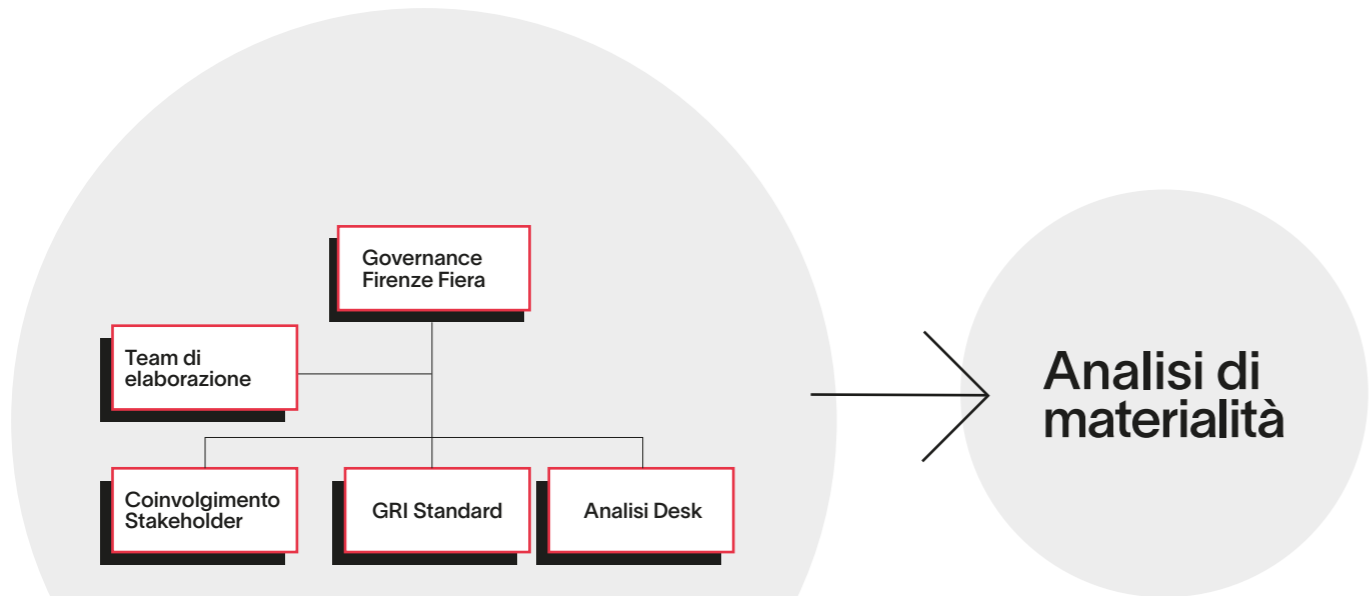 Governance
Firenze Fiera
Team di
elaborazione
Coinvolgimento
Stakeholder
GRI Standard
Analisi Desk
Analisi di
materialità